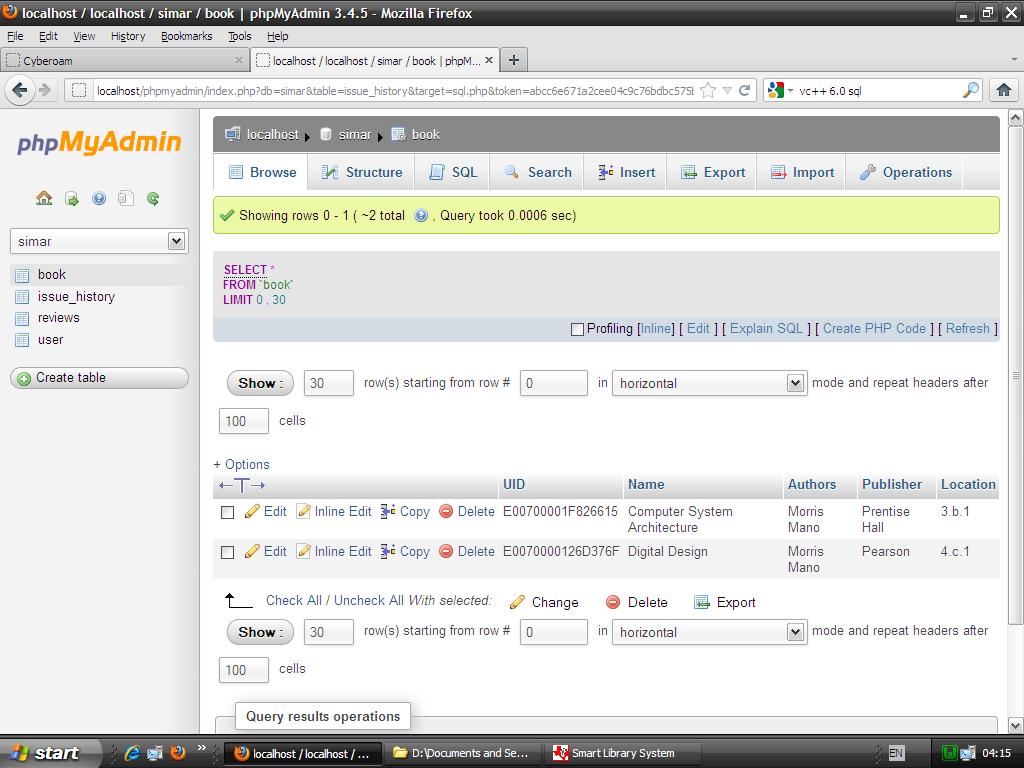 localhost / localhost / simar / book | phpMyAdmin 3.4.5 - Mozilla Firefox
File Edit View History Bookmarks Tools Help
Cyberoam
localhost / localhost / simar / book | phpM...
localhost/phpmyadmin/index.php?db=simar&table=issue_history&target=sql.php&token=abcc6e671a2cee04c9c76bdbc575
vc++ 6.0 sql
phpMyAdmin
simar
book
issue_history
reviews
user
Create table
localhost simar book
Browse Structure SQL Search Insert Export Import Operations
Showing rows 0 - 1 ( ~2 total , Query took 0.0006 sec)
SELECT *
FROM `book`
LIMIT 0 , 30
Profiling [Inline] [ Edit ] [ Explain SQL ] [ Create PHP Code ] [ Refresh ]
Show : 30 row(s) starting from row # 0 in horizontal mode and repeat headers after
100 cells
+ Options
UID Name Authors Publisher Location
Edit Inline Edit Copy Delete E00700001F826615 Computer System Architecture Morris Mano Prentise Hall 3.b.1
Edit Inline Edit Copy Delete E0070000126D376F Digital Design Morris Mano Pearson 4.c.1
Check All / Uncheck All With selected: Change Delete Export
Show : 30 row(s) starting from row # 0 in horizontal mode and repeat headers after
100 cells
Query results operations
start
localhost / localhost / ...
D:\Documents and Se...
Smart Library System
EN
04:15